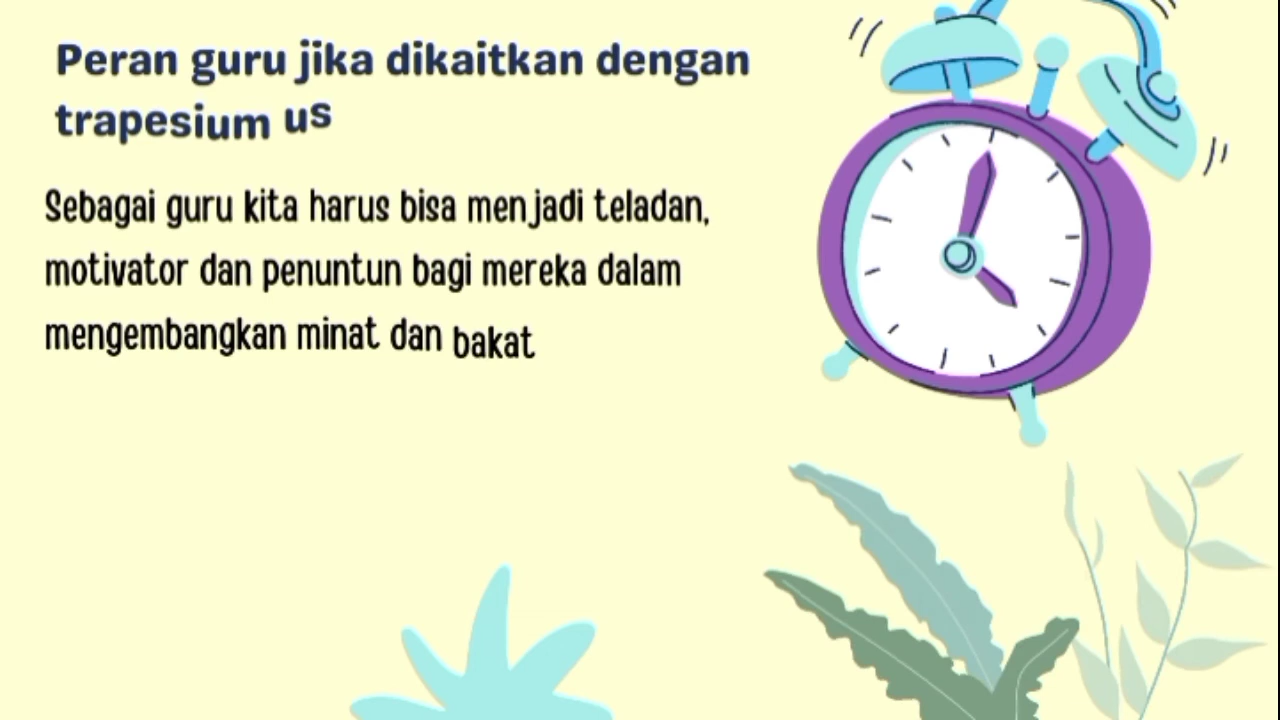 Peran guru jika dikaitkan dengan
trapesium us
Sebagai guru kita harus bisa menjadi teladan,
motivator dan penuntun bagi mereka dalam
mengembangkan minat dan bakat